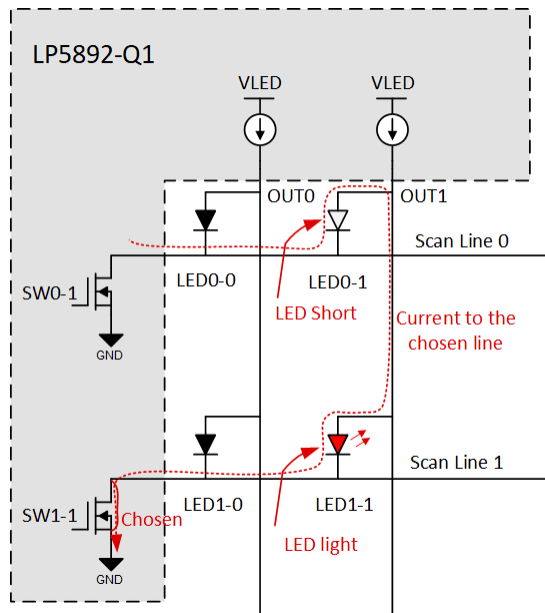 LP5892-Q1
VLED
VLED
OUT0
OUT1
Scan Line 0
LED0-0
LED0-1
SW0-1
LED Short
Current to the
chosen line
GND
Scan Line 1
LED1-0
LED1-1
SW1-1
Chosen
LED light
GND